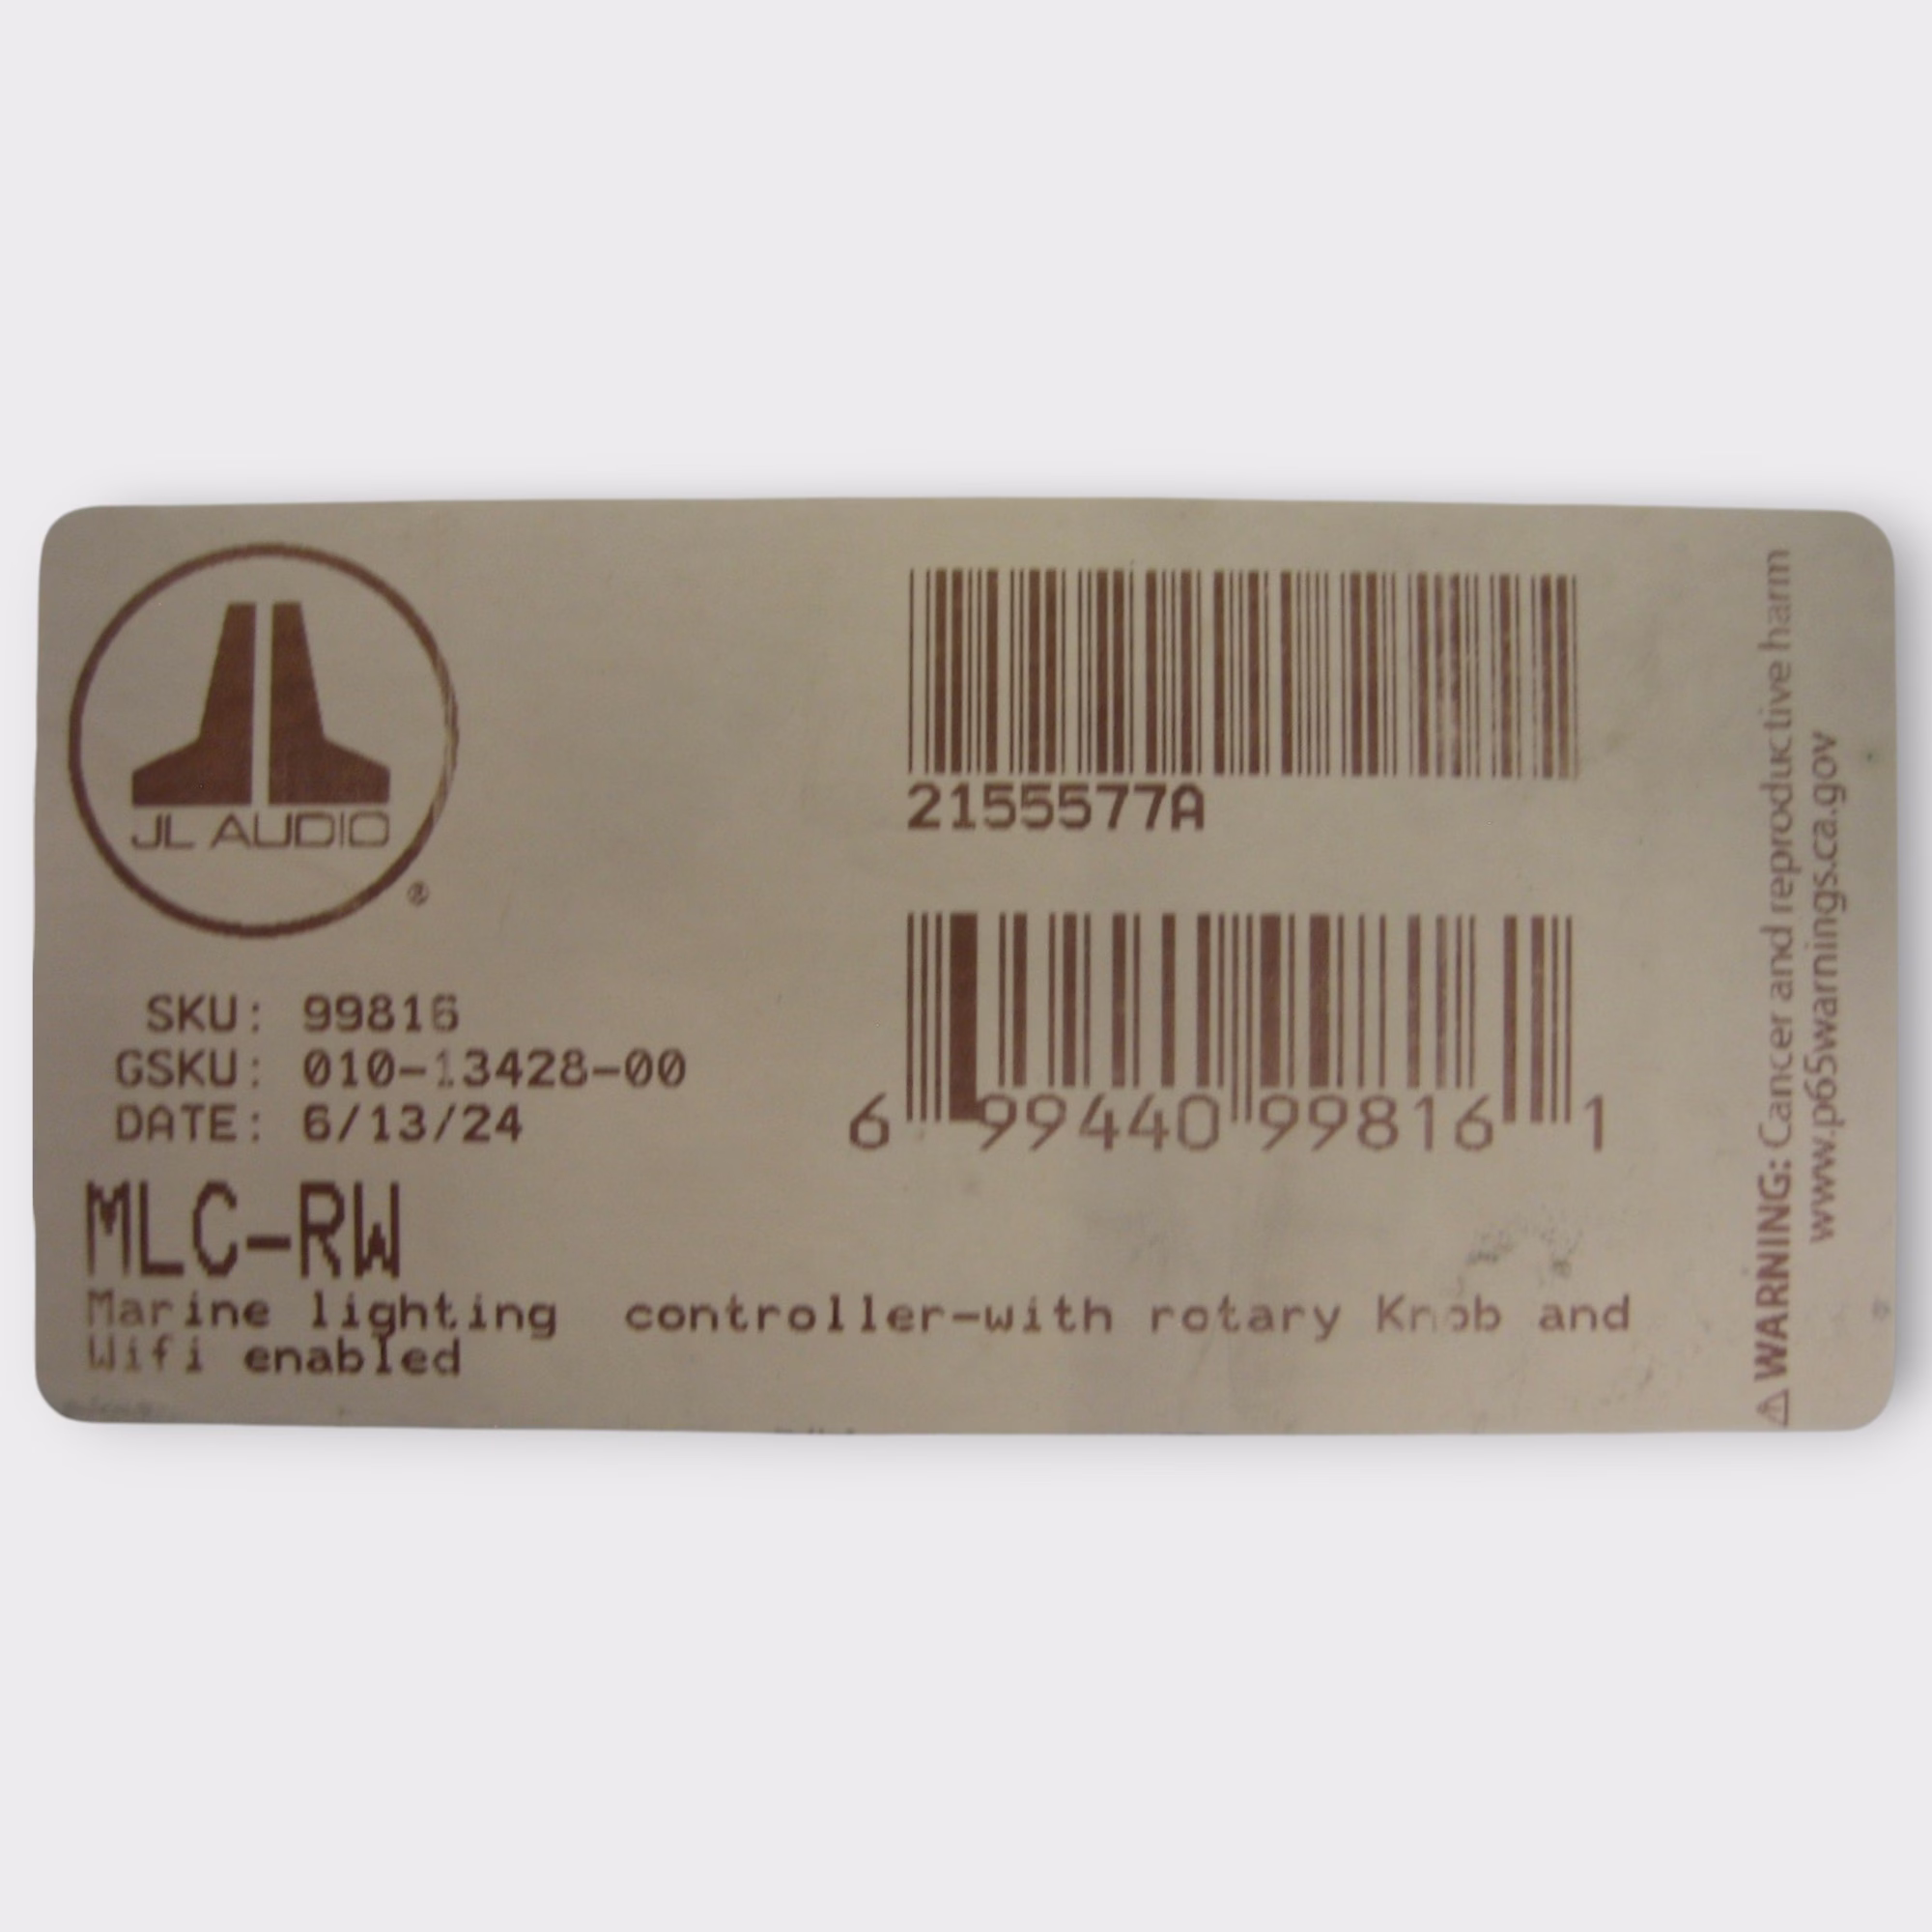 JL AUDIO
®
SKU: 99816
GSKU: 010-13428-00
DATE: 6/13/24
MLC-RW
Marine lighting  controller-with rotary Knob and
Wifi enabled
2155577A
6 99440 99816 1
⚠ WARNING: Cancer and reproductive harm
www.p65warnings.ca.gov